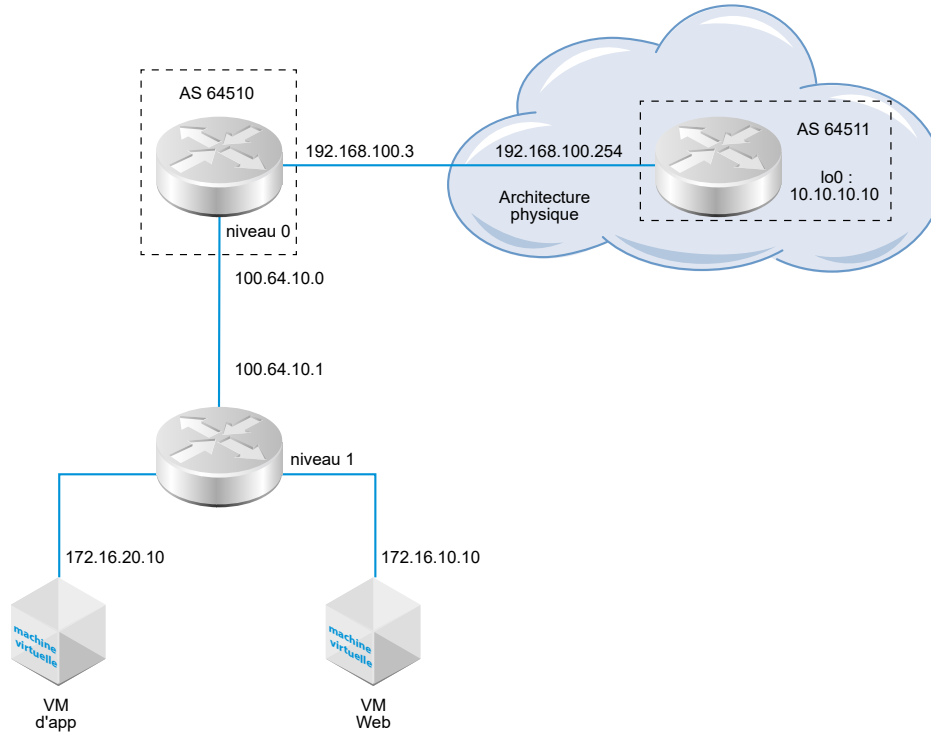 AS 64510
192.168.100.3
192.168.100.254
AS 64511
lo0 :
10.10.10.10
Architecture
physique
niveau 0
100.64.10.0
100.64.10.1
niveau 1
172.16.20.10
172.16.10.10
machine
virtuelle
machine
virtuelle
VM
d'app
VM
Web